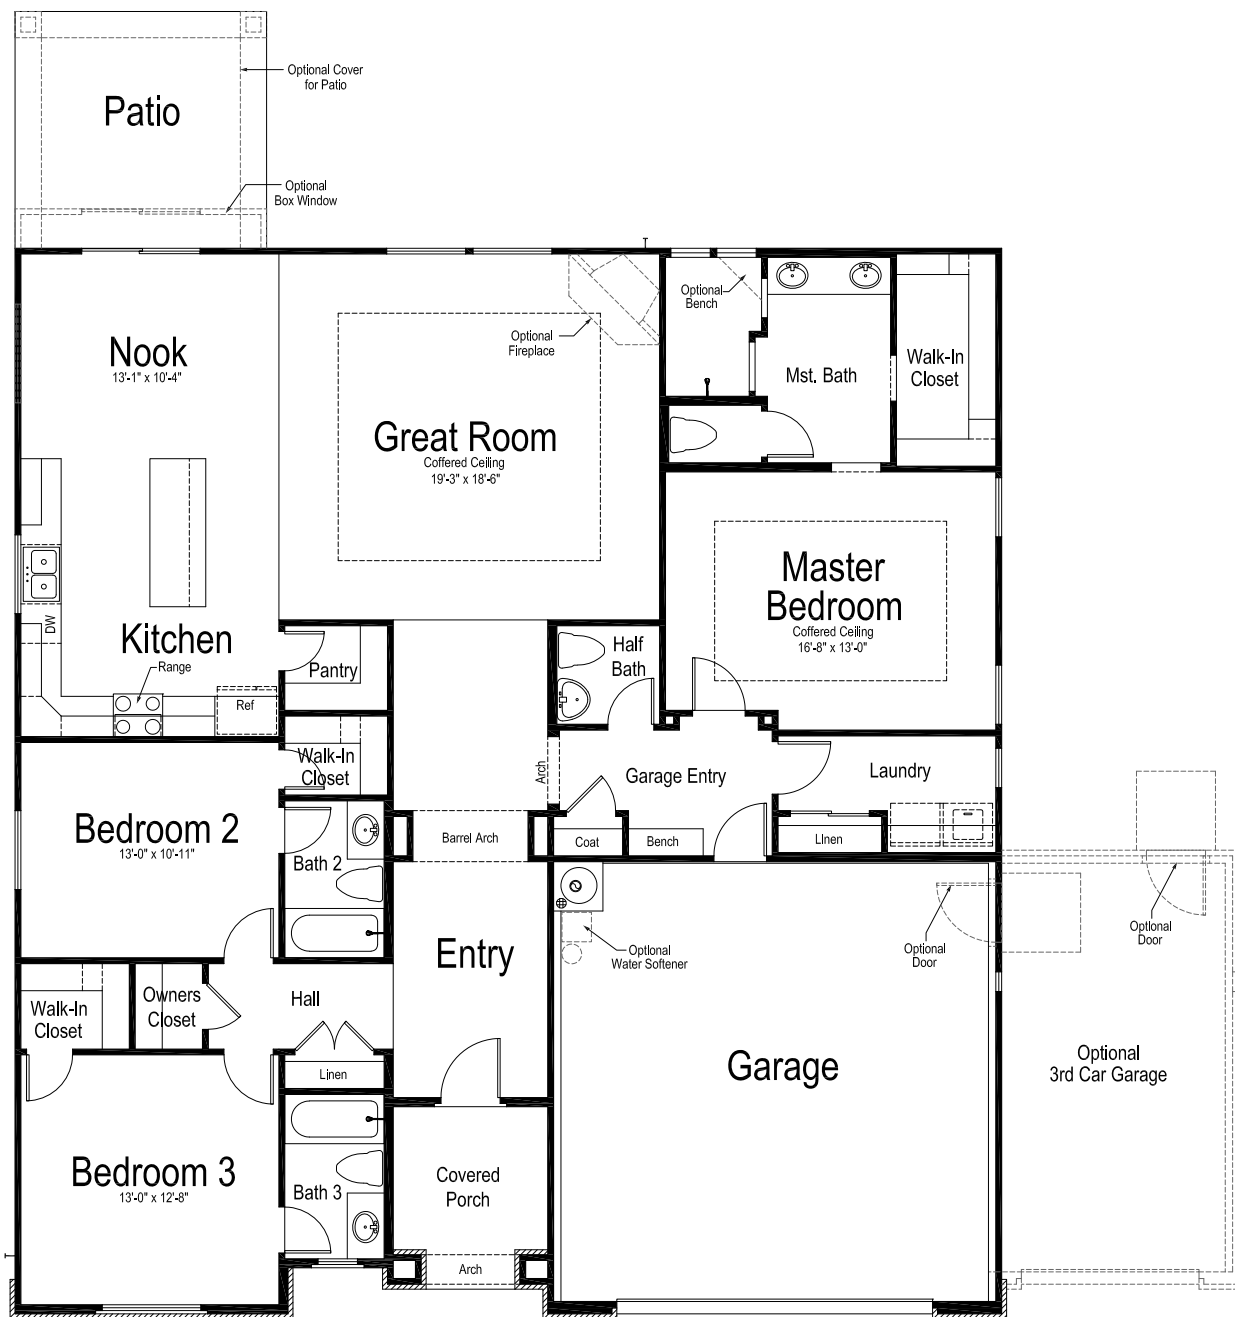 Optional Cover
for Patio
Patio
Optional
Box Window
Optional
Bench
Optional
Fireplace
Nook
13'-1" x 10'-4"
Mst. Bath
Walk-In
Closet
Great Room
Coffered Ceiling
19'-3" x 18'-6"
Master
Bedroom
Coffered Ceiling
16'-8" x 13'-0"
DW
Kitchen
Range
Ref
Pantry
Half
Bath
Walk-In
Closet
Arch
Garage Entry
Laundry
Bedroom 2
13'-0" x 10'-11"
Barrel Arch
Coat
Bench
LInen
Bath 2
Entry
Optional
Water Softener
Optional
Door
Optional
Door
Walk-In
Closet
Owners
Closet
Hall
Linen
Garage
Optional
3rd Car Garage
Bedroom 3
13'-0" x 12'-8"
Bath 3
Covered
Porch
Arch